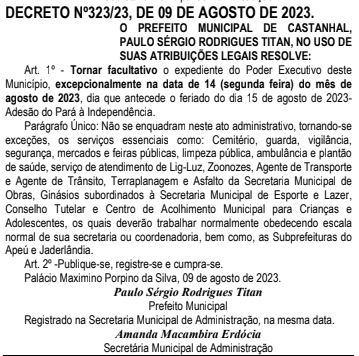 DECRETO Nº323/23, DE 09 DE AGOSTO DE 2023.
O PREFEITO MUNICIPAL DE CASTANHAL,
PAULO SÉRGIO RODRIGUES TITAN, NO USO DE
SUAS ATRIBUIÇÕES LEGAIS RESOLVE:
Art. 1º - Tornar facultativo o expediente do Poder Executivo deste
Município, excepcionalmente na data de 14 (segunda feira) do mês de
agosto de 2023, dia que antecede o feriado do dia 15 de agosto de 2023-
Adesão do Pará à Independência.
Parágrafo Único: Não se enquadram neste ato administrativo, tornando-se
exceções, os serviços essenciais como: Cemitério, guarda, vigilância,
segurança, mercados e feiras públicas, limpeza pública, ambulância e plantão
de saúde, serviço de atendimento de Lig-Luz, Zoonozes, Agente de Transporte
e Agente de Trânsito, Terraplanagem e Asfalto da Secretaria Municipal de
Obras, Ginásios subordinados à Secretaria Municipal de Esporte e Lazer,
Conselho Tutelar e Centro de Acolhimento Municipal para Crianças e
Adolescentes, os quais deverão trabalhar normalmente obedecendo escala
normal de sua secretaria ou coordenadoria, bem como, as Subprefeituras do
Apeú e Jaderlândia.
Art. 2º -Publique-se, registre-se e cumpra-se.
Palácio Maximino Porpino da Silva, 09 de agosto de 2023.
Paulo Sérgio Rodrigues Titan
Prefeito Municipal
Registrado na Secretaria Municipal de Administração, na mesma data.
Amanda Macambira Erdócia
Secretária Municipal de Administração